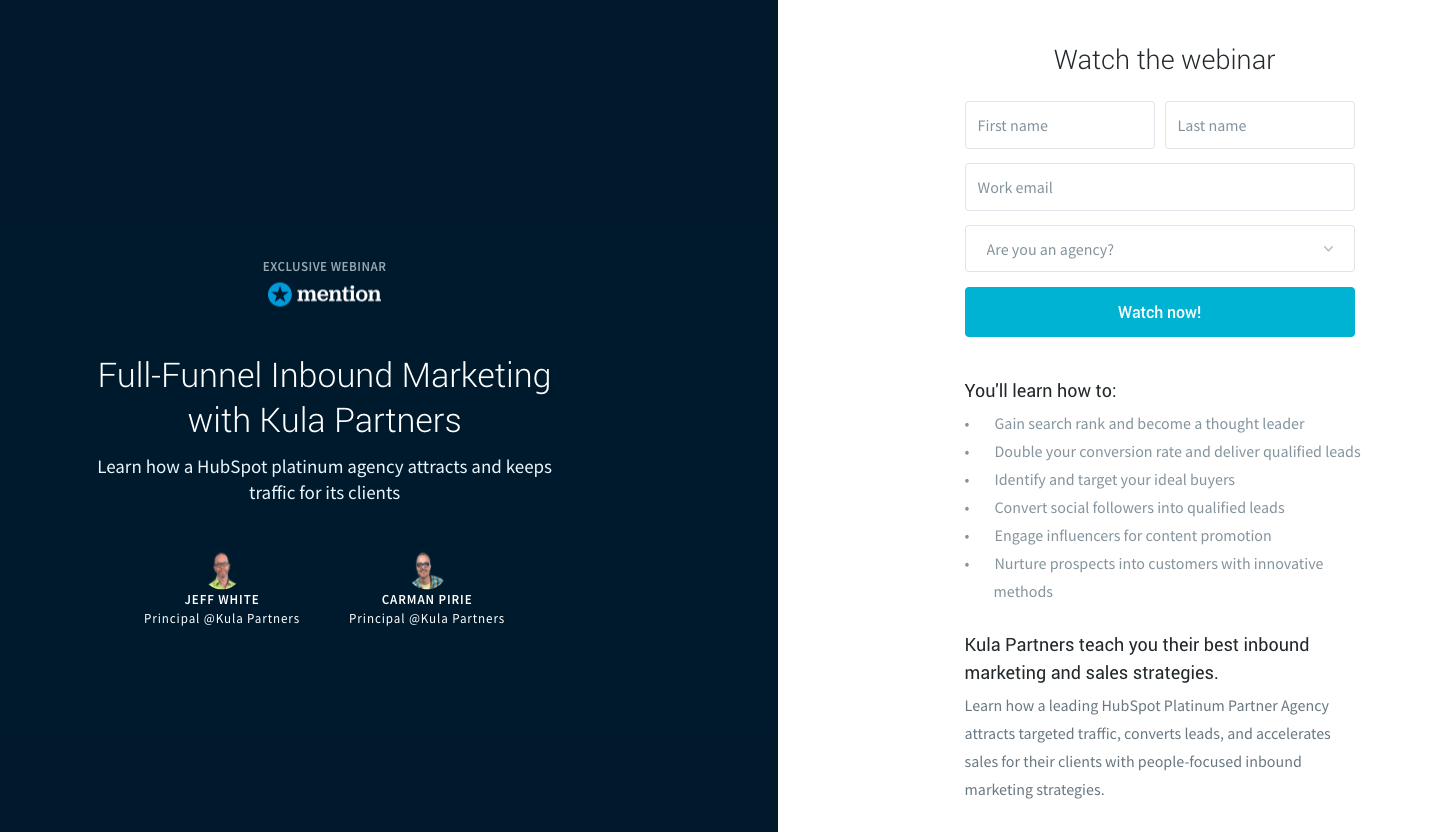 EXCLUSIVE WEBINAR
mention
Full-Funnel Inbound Marketing
with Kula Partners
Learn how a HubSpot platinum agency attracts and keeps
traffic for its clients
JEFF WHITE
Principal @Kula Partners
CARMAN PIRIE
Principal @Kula Partners
Watch the webinar
First name
Last name
Work email
Are you an agency?
Watch now!
You'll learn how to:
• Gain search rank and become a thought leader
• Double your conversion rate and deliver qualified leads
• Identify and target your ideal buyers
• Convert social followers into qualified leads
• Engage influencers for content promotion
• Nurture prospects into customers with innovative
methods
Kula Partners teach you their best inbound
marketing and sales strategies.
Learn how a leading HubSpot Platinum Partner Agency
attracts targeted traffic, converts leads, and accelerates
sales for their clients with people-focused inbound
marketing strategies.